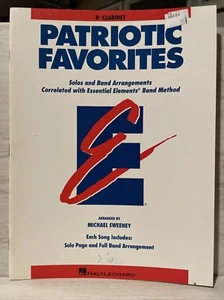 B♭ CLARINET
PATRIOTIC
FAVORITES
Solos and Band Arrangements
Correlated with Essential Elements® Band Method
E
ARRANGED BY
MICHAEL SWEENEY
Each Song Includes:
Solo Page and Full Band Arrangement
HAL•LEONARD